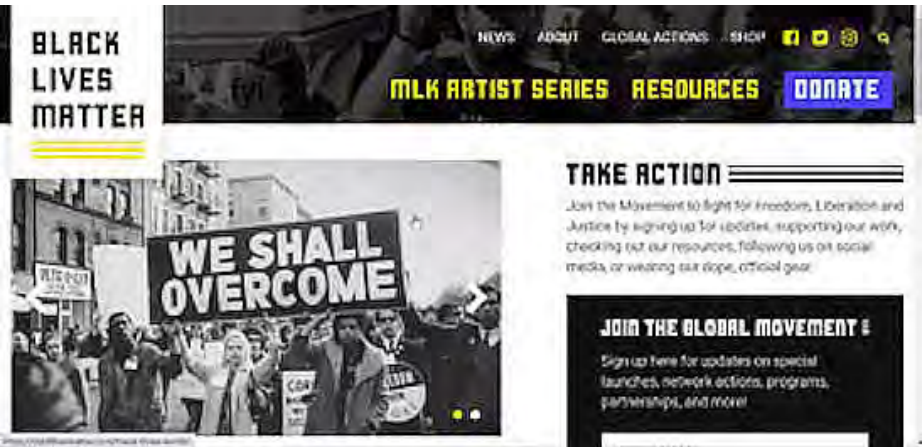 BLACK
LIVES
MATTER
NEWS ABOUT GLOBAL ACTIONS SHOP
MLK ARTIST SERIES RESOURCES DONATE
WE SHALL
OVERCOME
TAKE ACTION
Join the Movement to fight for Freedom, Liberation and
Justice by signing up for updates, supporting our work,
checking out our resources, following us on social
media, or wearing our dope, official gear.
JOIN THE GLOBAL MOVEMENT
Sign up here for updates on special
launches, network actions, programs,
partnerships, and more!